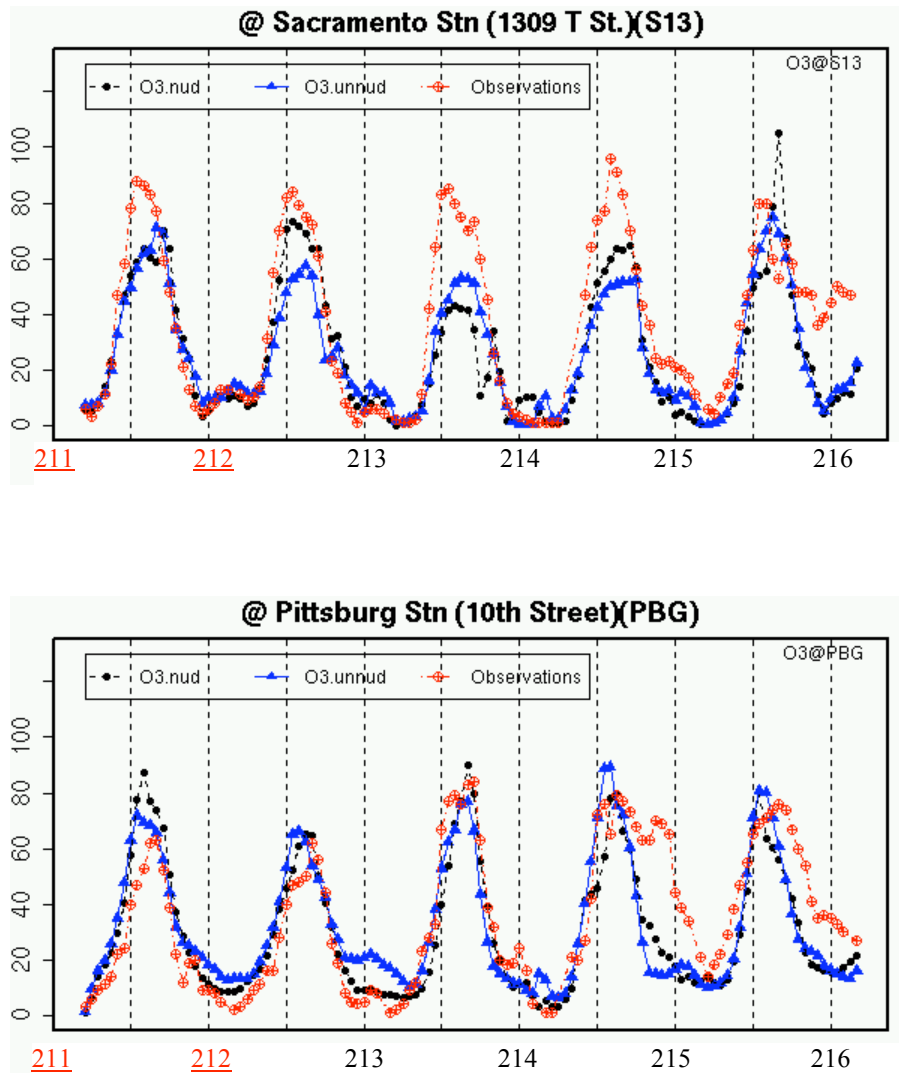 @ Sacramento Stn (1309 T St.)(S13)
O3@S13
O3.nud O3.unnud Observations
100
80
60
40
20
0
211 212 213 214 215 216
@ Pittsburg Stn (10th Street)(PBG)
O3@PBG
O3.nud O3.unnud Observations
100
80
60
40
20
0
211 212 213 214 215 216